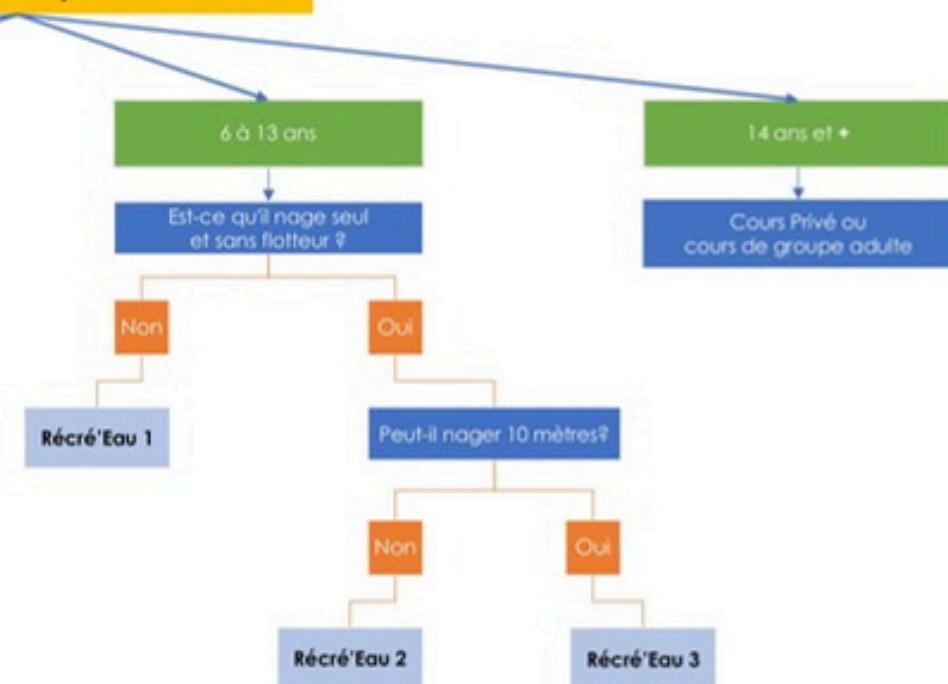 6 à 13 ans
14 ans et +
Est-ce qu'il nage seul
et sans flotteur ?
Cours Privé ou
cours de groupe adulte
Non
Oui
Récré'Eau 1
Peut-il nager 10 mètres?
Non
Oui
Récré'Eau 2
Récré'Eau 3